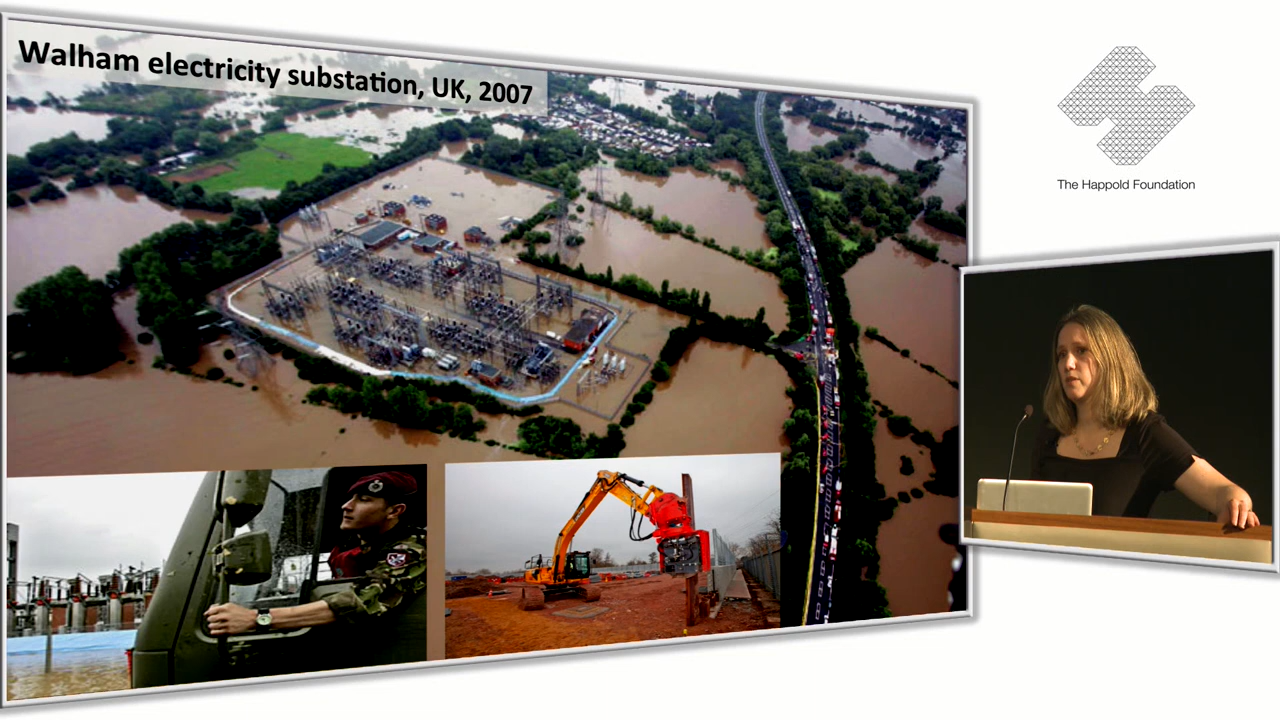 Walham electricity substation, UK, 2007
The Happold Foundation